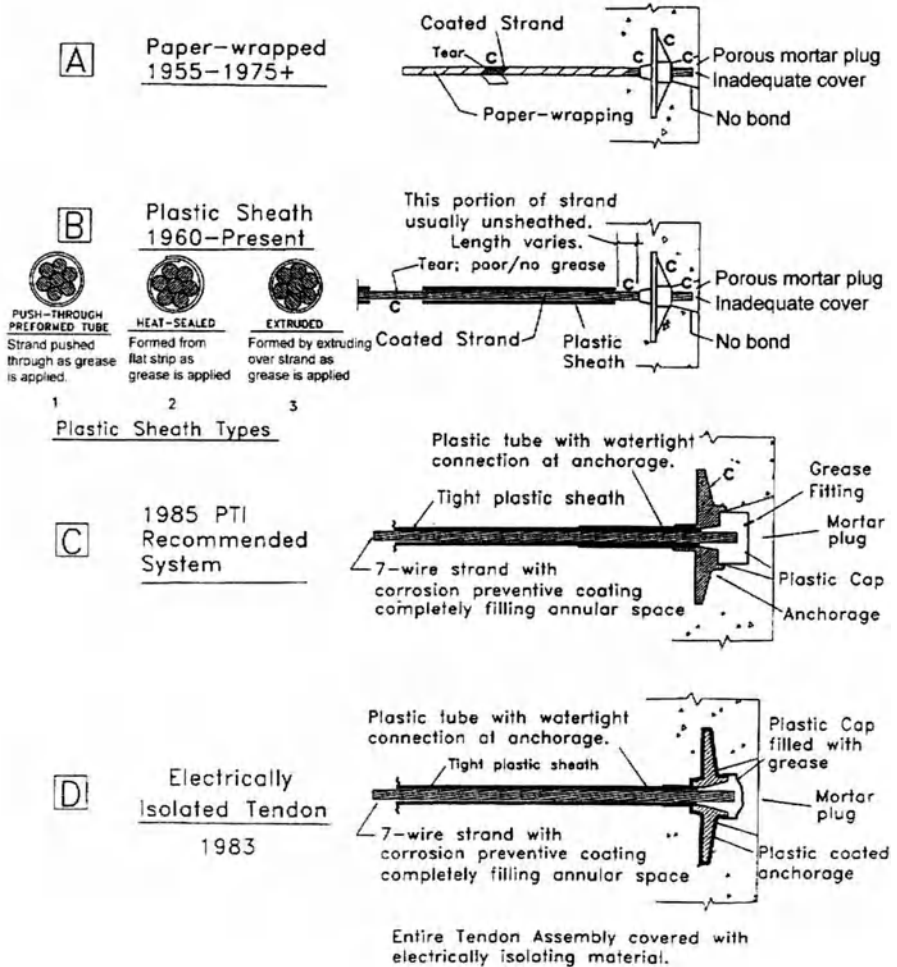 A
Paper-wrapped
1955-1975+
Coated Strand
Tear
C
C
C
C
Porous mortar plug
Inadequate cover
Paper-wrapping
No bond
B
Plastic Sheath
1960-Present
This portion of strand
usually unsheathed.
Length varies.
Tear; poor/no grease
C
C
C
C
Porous mortar plug
Inadequate cover
No bond
Coated Strand
Plastic
Sheath
PUSH-THROUGH
PREFORMED TUBE
Strand pushed
through as grease
is applied.
1
HEAT-SEALED
Formed from
flat strip as
grease is applied
2
EXTRUDED
Formed by extruding
over strand as
grease is applied
3
Plastic Sheath Types
C
1985 PTI
Recommended
System
Plastic tube with watertight
connection at anchorage.
Tight plastic sheath
C
Grease
Fitting
Mortar
plug
7-wire strand with
corrosion preventive coating
completely filling annular space
Plastic Cap
Anchorage
D
Electrically
Isolated Tendon
1983
Plastic tube with watertight
connection at anchorage.
Tight plastic sheath
Plastic Cap
filled with
grease
Mortar
plug
7-wire strand with
corrosion preventive coating
completely filling annular space
Plastic coated
anchorage
Entire Tendon Assembly covered with
electrically isolating material.